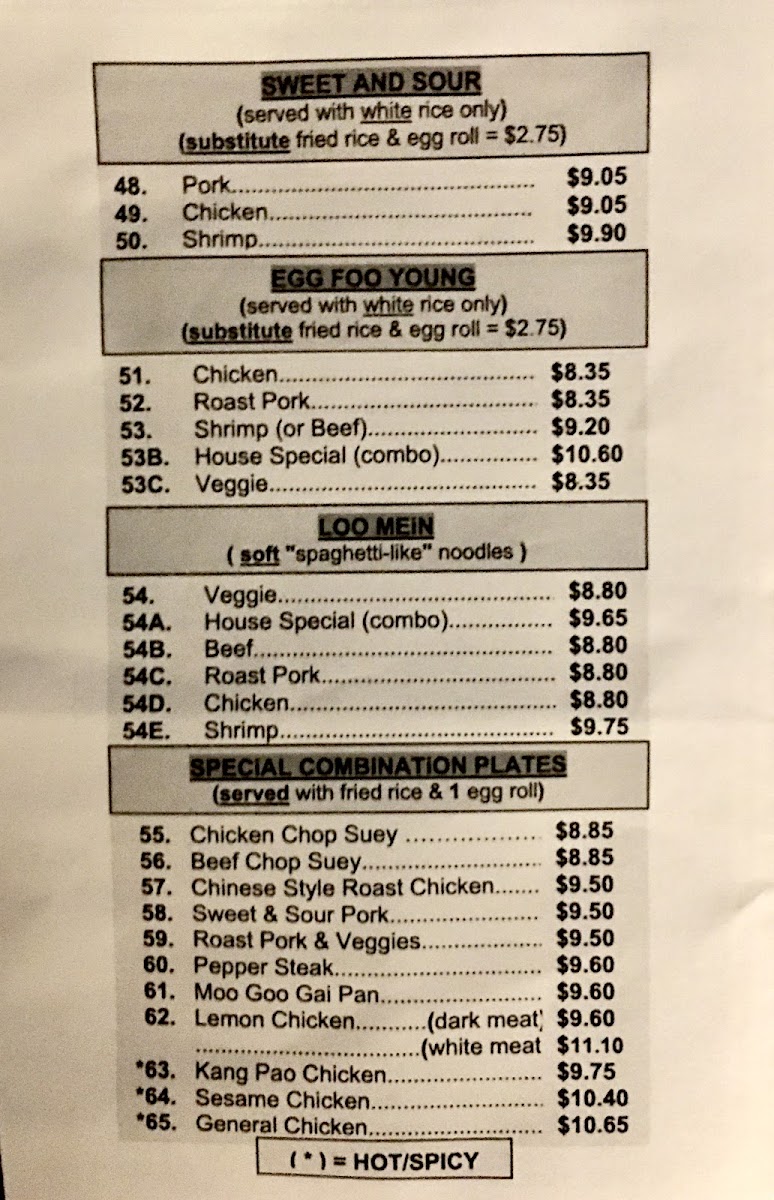 SWEET AND SOUR
(served with white rice only)
(substitute fried rice & egg roll = $2.75)
48. Pork........................................ $9.05
49. Chicken........................................ $9.05
50. Shrimp........................................ $9.90
EGG FOO YOUNG
(served with white rice only)
(substitute fried rice & egg roll = $2.75)
51. Chicken........................................ $8.35
52. Roast Pork.................................. $8.35
53. Shrimp (or Beef)......................... $9.20
53B. House Special (combo)............... $10.60
53C. Veggie........................................ $8.35
LOO MEIN
( soft "spaghetti-like" noodles )
54. Veggie........................................ $8.80
54A. House Special (combo)................ $9.65
54B. Beef........................................ $8.80
54C. Roast Pork.................................. $8.80
54D. Chicken........................................ $8.80
54E. Shrimp........................................ $9.75
SPECIAL COMBINATION PLATES
(served with fried rice & 1 egg roll)
55. Chicken Chop Suey .................... $8.85
56. Beef Chop Suey........................... $8.85
57. Chinese Style Roast Chicken....... $9.50
58. Sweet & Sour Pork...................... $9.50
59. Roast Pork & Veggies.................. $9.50
60. Pepper Steak............................... $9.60
61. Moo Goo Gai Pan........................ $9.60
62. Lemon Chicken...........(dark meat) $9.60
..................................(white meat $11.10
*63. Kang Pao Chicken....................... $9.75
*64. Sesame Chicken.......................... $10.40
*65. General Chicken.......................... $10.65
( * ) = HOT/SPICY